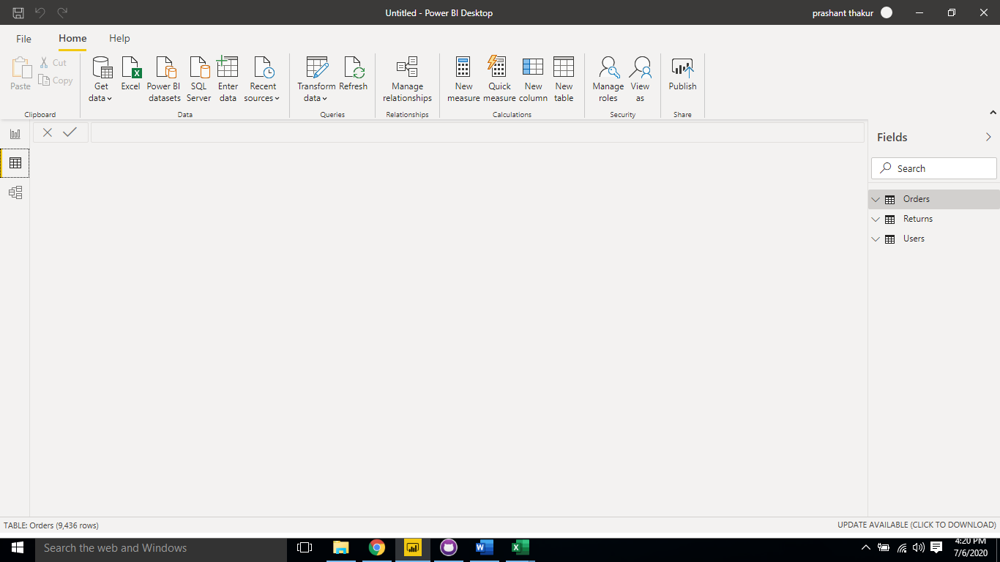 Untitled - Power BI Desktop
prashant thakur
File
Home
Help
Paste
Cut
Copy
Clipboard
Get data
Excel
Power BI datasets
SQL Server
Enter data
Recent sources
Data
Transform data
Refresh
Queries
Manage relationships
Relationships
New measure
Quick measure
New column
New table
Calculations
Manage roles
View as
Security
Publish
Share
Fields
Search
Orders
Returns
Users
TABLE: Orders (9,436 rows)
UPDATE AVAILABLE (CLICK TO DOWNLOAD)
Search the web and Windows
4:20 PM
7/6/2020